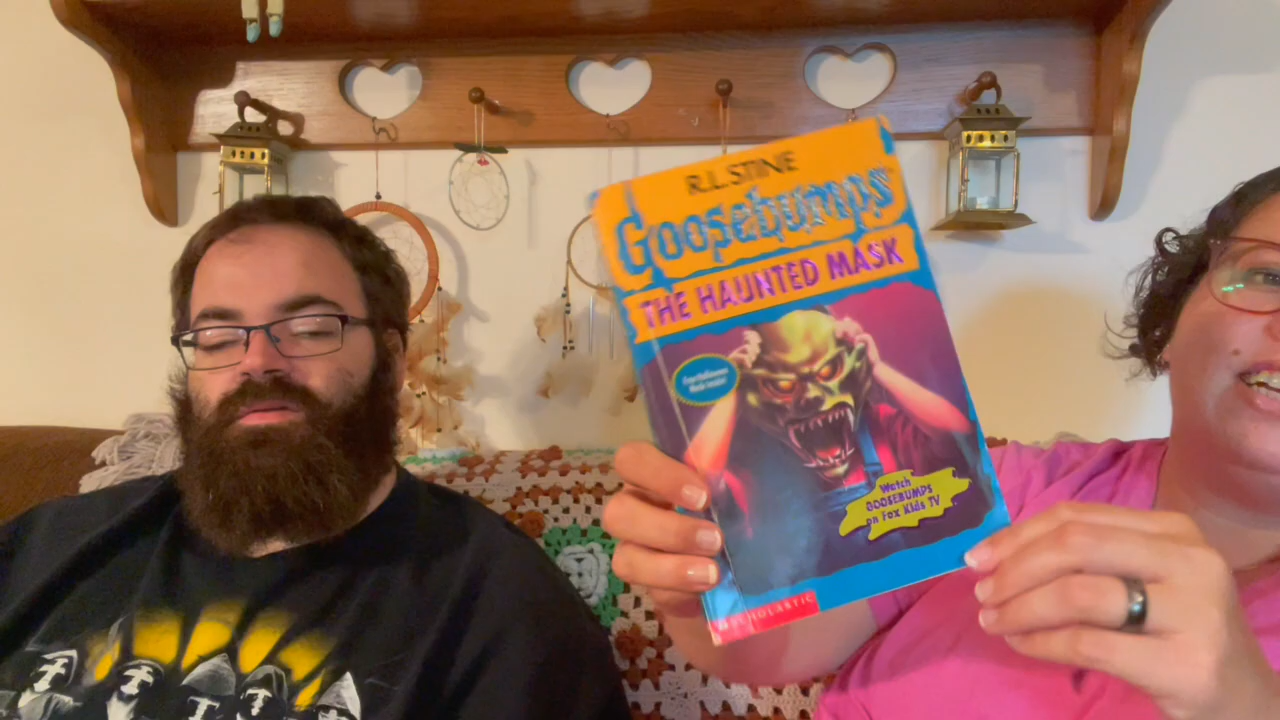 R.L. STINE
Goosebumps
THE HAUNTED MASK
Watch
GOOSEBUMPS
on Fox Kids TV
SCHOLASTIC